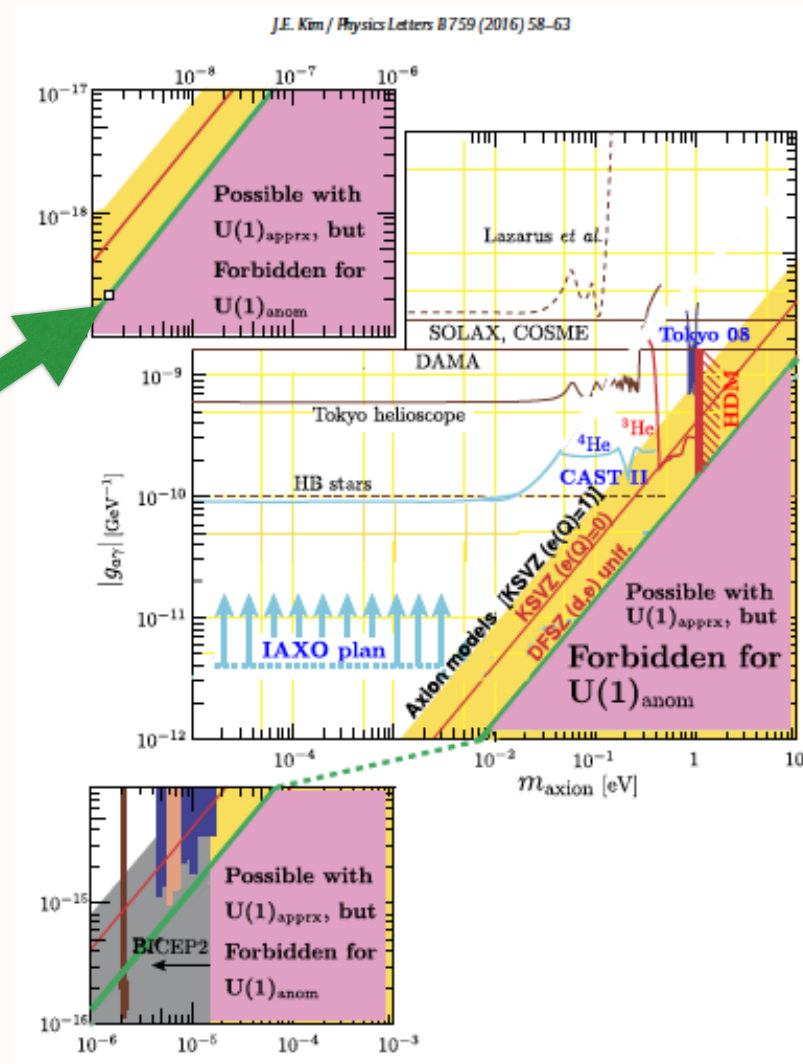 J.E. Kim / Physics Letters B 759 (2016) 58–63
10⁻⁸ 10⁻⁷ 10⁻⁶
10⁻¹⁷
10⁻¹⁸
Possible with
U(1)apprx, but
Forbidden for
U(1)anom
Lazarus et al.
SOLAX, COSME
Tokyo 08
DAMA
10⁻⁹
Tokyo helioscope
HDM
³He
⁴He
CAST II
HB stars
10⁻¹⁰
|gaγ| [GeV⁻¹]
Axion models [KSVZ (e(Q)=1)]
KSVZ (e(Q)=0)
DFSZ (d,e) unif.
10⁻¹¹
IAXO plan
Possible with
U(1)apprx, but
Forbidden for
U(1)anom
10⁻¹²
10⁻⁴ 10⁻³ 10⁻² 10⁻¹ 1 10
maxion [eV]
10⁻¹⁵
Possible with
U(1)apprx, but
BICEP2
Forbidden for
U(1)anom
10⁻¹⁶
10⁻⁶ 10⁻⁵ 10⁻⁴ 10⁻³